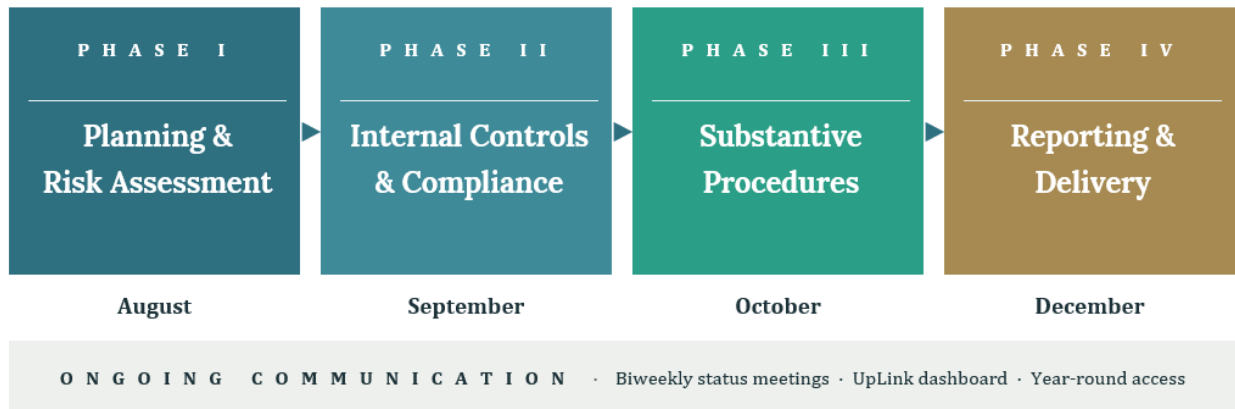 PHASE I
Planning &
Risk Assessment
August
PHASE II
Internal Controls
& Compliance
September
PHASE III
Substantive
Procedures
October
PHASE IV
Reporting &
Delivery
December
ONGOING COMMUNICATION · Biweekly status meetings · UpLink dashboard · Year-round access